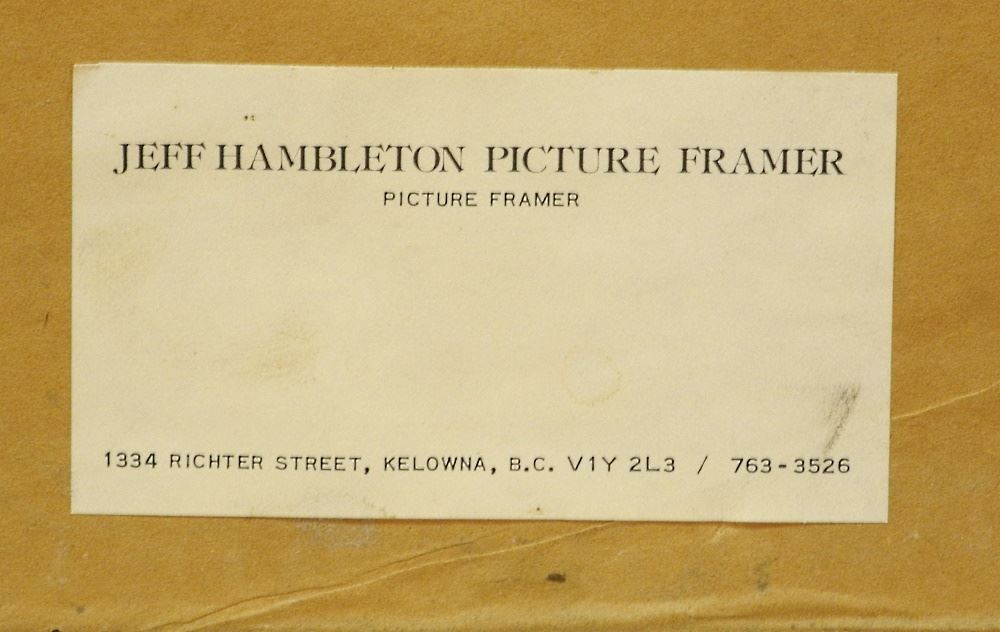 JEFF HAMBLETON PICTURE FRAMER
PICTURE FRAMER
1334 RICHTER STREET, KELOWNA, B.C. V1Y 2L3 / 763-3526